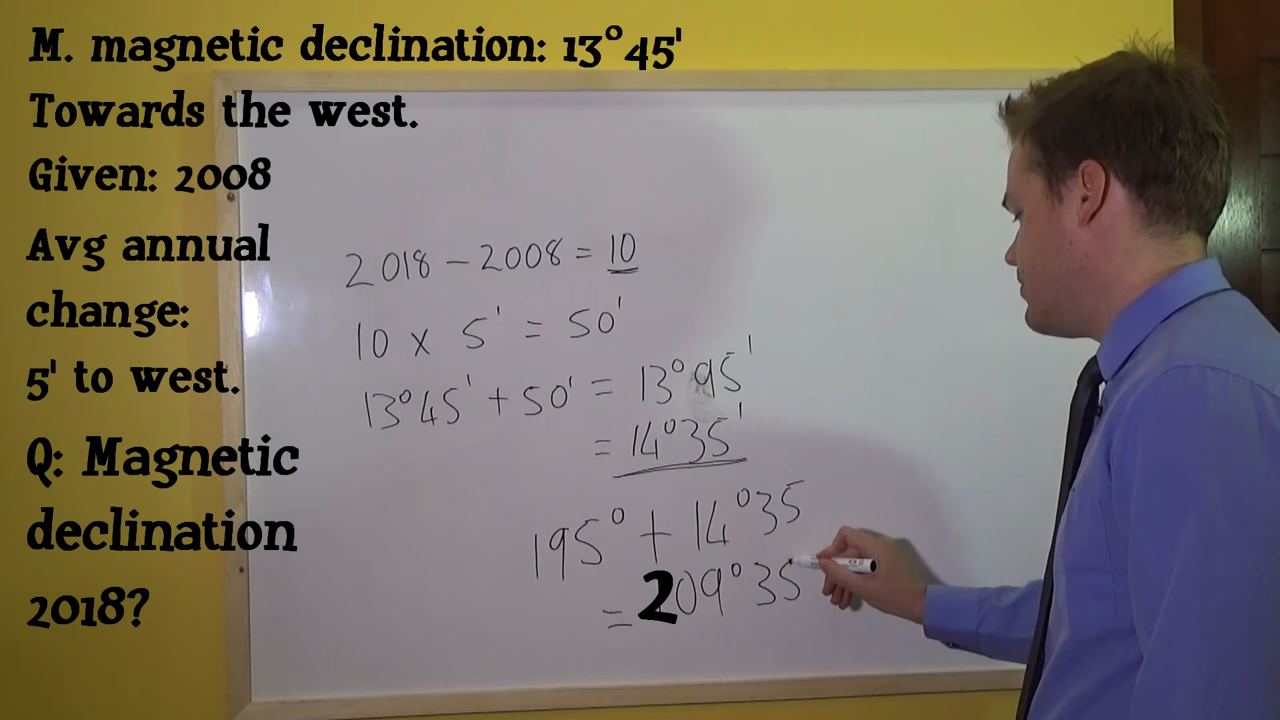 M. magnetic declination: 13°45'
Towards the west.
Given: 2008
Avg annual
change:
5' to west.
Q: Magnetic
declination
2018?
2018 - 2008 = 10
10 x 5' = 50'
13°45' + 50' = 13°95'
= 14°35'
195° + 14°35
= 209°35